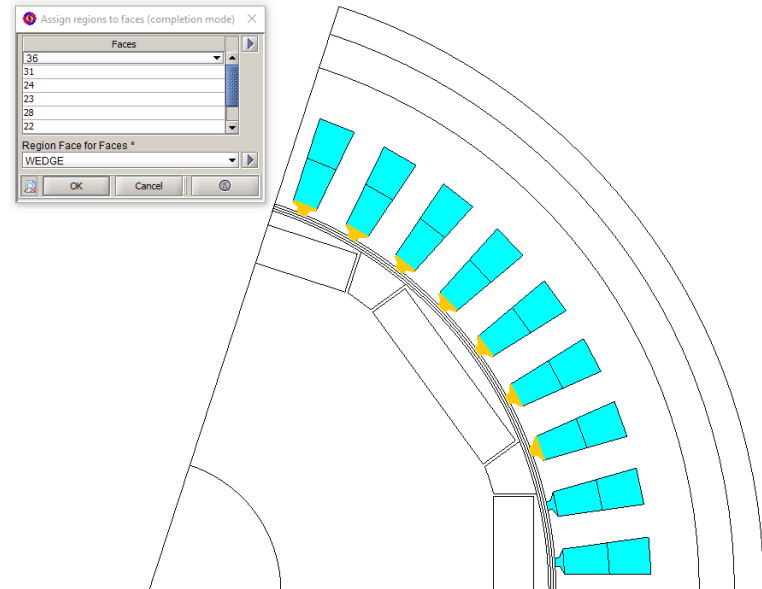 Assign regions to faces (completion mode)
Faces
36
31
24
23
28
22
Region Face for Faces *
WEDGE
OK
Cancel